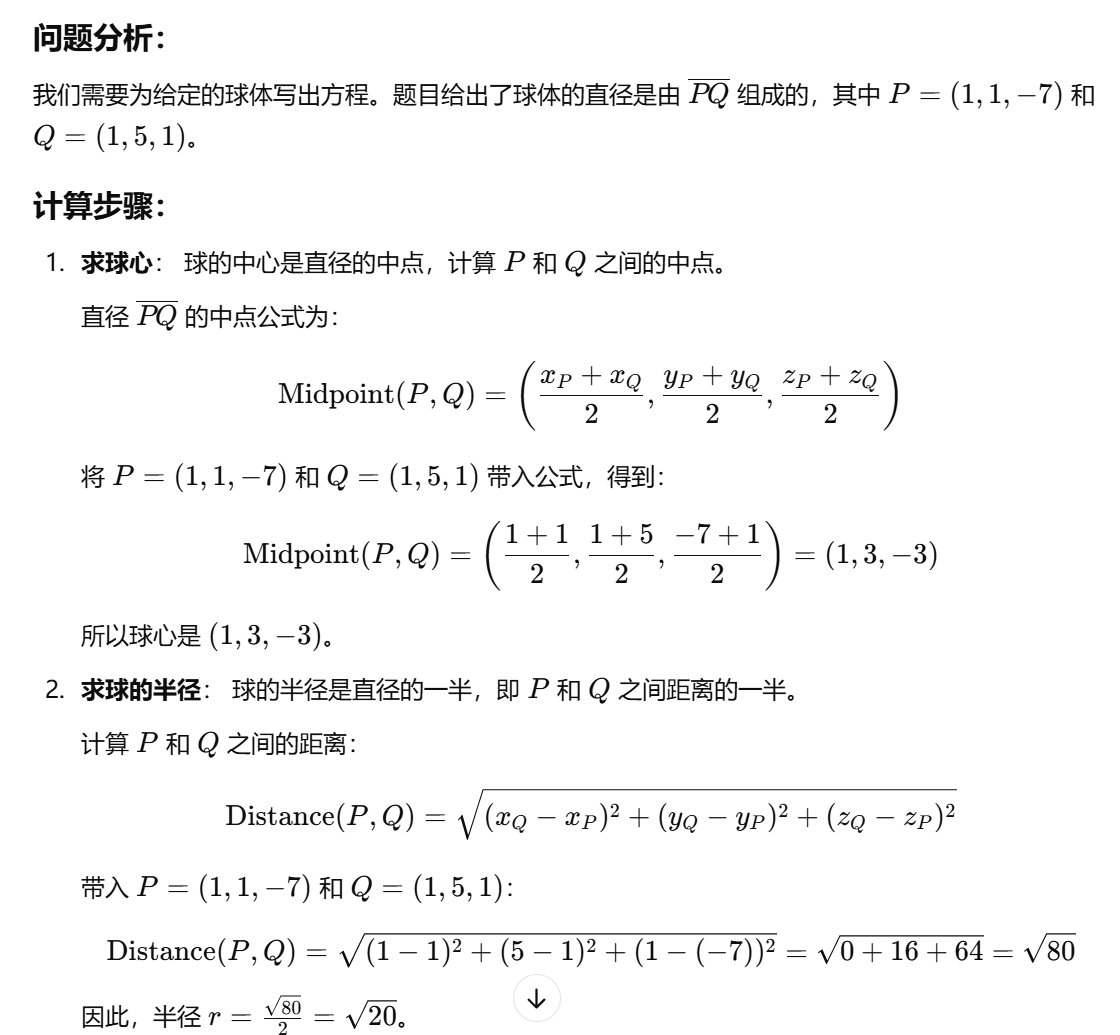 问题分析：
我们需要为给定的球体写出方程。题目给出了球体的直径是由 $\overline{PQ}$ 组成的，其中 $P = (1, 1, -7)$ 和
$Q = (1, 5, 1)$。
计算步骤：
1. 求球心： 球的中心是直径的中点，计算 $P$ 和 $Q$ 之间的中点。
直径 $\overline{PQ}$ 的中点公式为：
$\text{Midpoint}(P, Q) = \left( \frac{x_P + x_Q}{2}, \frac{y_P + y_Q}{2}, \frac{z_P + z_Q}{2} \right)$
将 $P = (1, 1, -7)$ 和 $Q = (1, 5, 1)$ 带入公式，得到：
$\text{Midpoint}(P, Q) = \left( \frac{1 + 1}{2}, \frac{1 + 5}{2}, \frac{-7 + 1}{2} \right) = (1, 3, -3)$
所以球心是 $(1, 3, -3)$。
2. 求球的半径： 球的半径是直径的一半，即 $P$ 和 $Q$ 之间距离的一半。
计算 $P$ 和 $Q$ 之间的距离：
$\text{Distance}(P, Q) = \sqrt{(x_Q - x_P)^2 + (y_Q - y_P)^2 + (z_Q - z_P)^2}$
带入 $P = (1, 1, -7)$ 和 $Q = (1, 5, 1)$：
$\text{Distance}(P, Q) = \sqrt{(1 - 1)^2 + (5 - 1)^2 + (1 - (-7))^2} = \sqrt{0 + 16 + 64} = \sqrt{80}$
因此，半径 $r = \frac{\sqrt{80}}{2} = \sqrt{20}$。